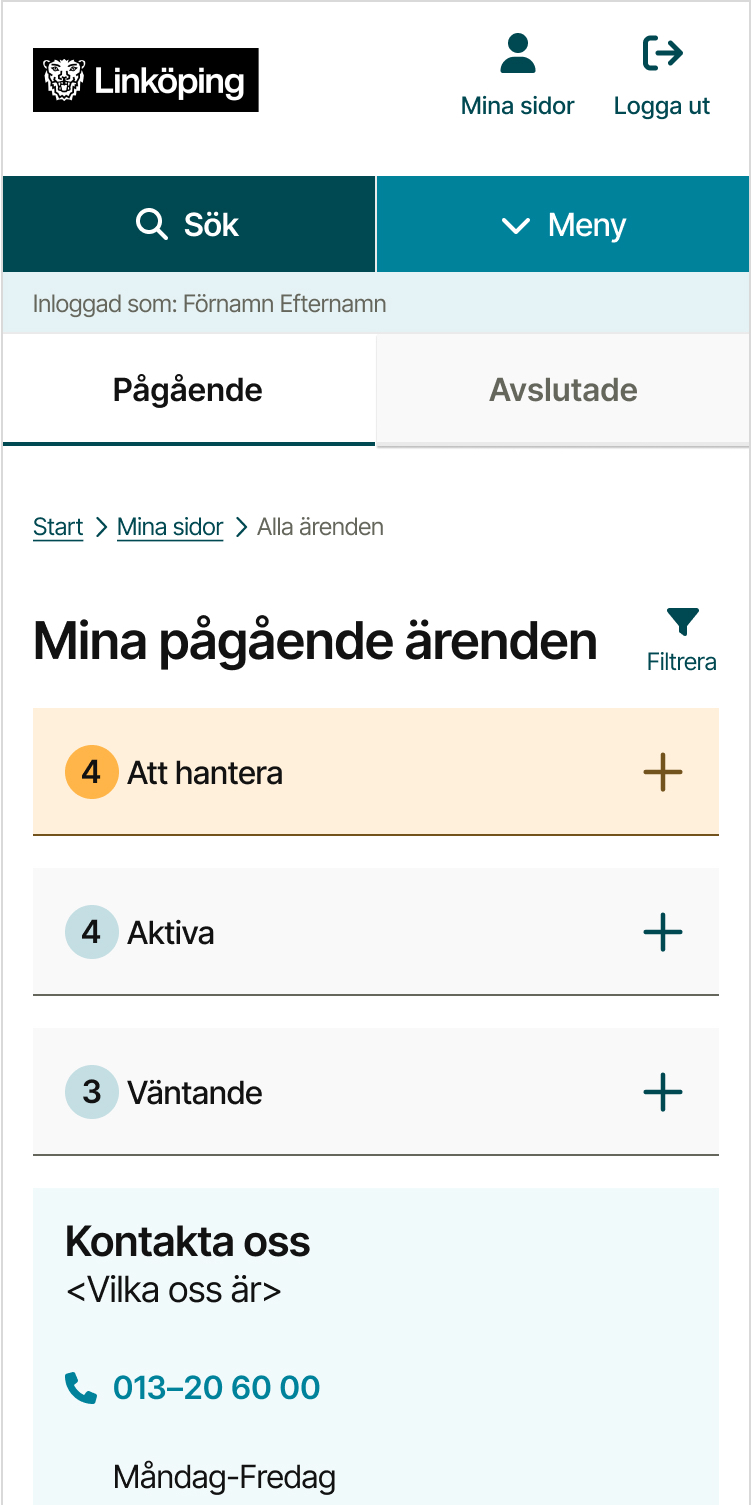 Linköping
Mina sidor
Logga ut
Sök
Meny
Inloggad som: Förnamn Efternamn
Pågående
Avslutade
Start > Mina sidor > Alla ärenden
Mina pågående ärenden
Filtrera
4 Att hantera
4 Aktiva
3 Väntande
Kontakta oss
<Vilka oss är>
013–20 60 00
Måndag-Fredag